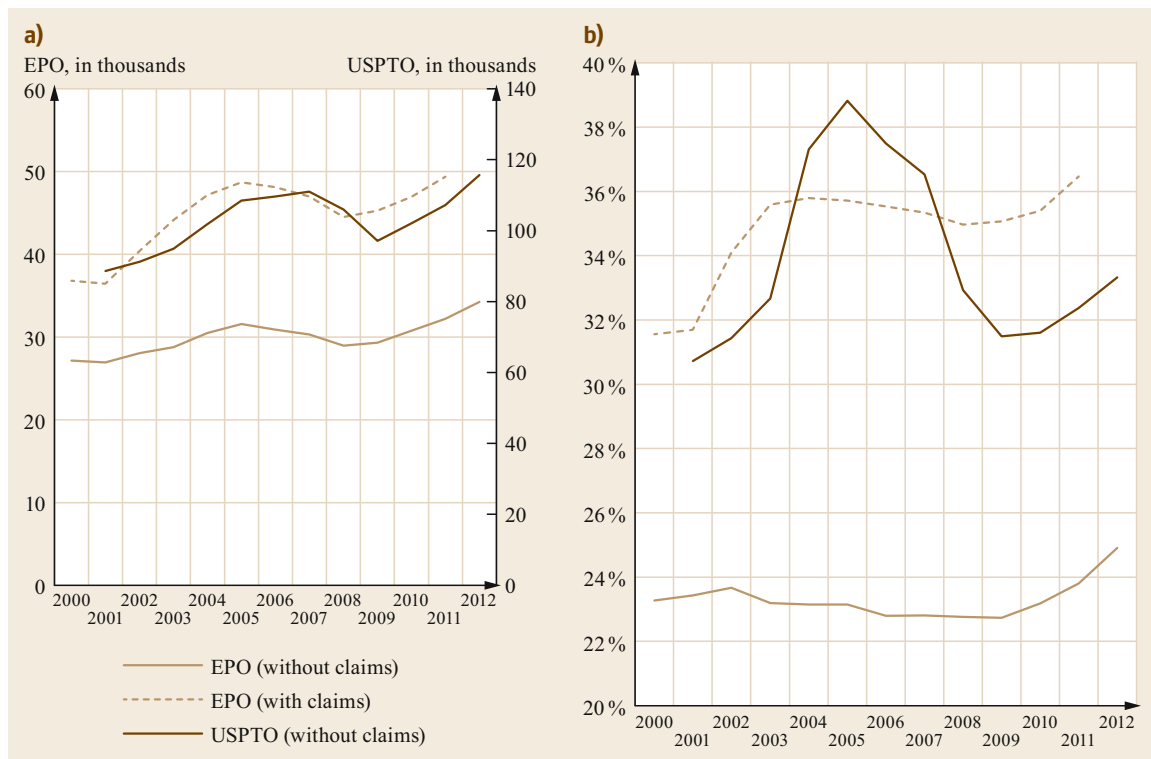 a)
EPO, in thousands
USPTO, in thousands
60
50
40
30
20
10
0
140
120
100
80
60
40
20
0
2000 2002 2004 2006 2008 2010 2012
2001 2003 2005 2007 2009 2011
EPO (without claims)
EPO (with claims)
USPTO (without claims)
b)
40 %
38 %
36 %
34 %
32 %
30 %
28 %
26 %
24 %
22 %
20 %
2000 2002 2004 2006 2008 2010 2012
2001 2003 2005 2007 2009 2011